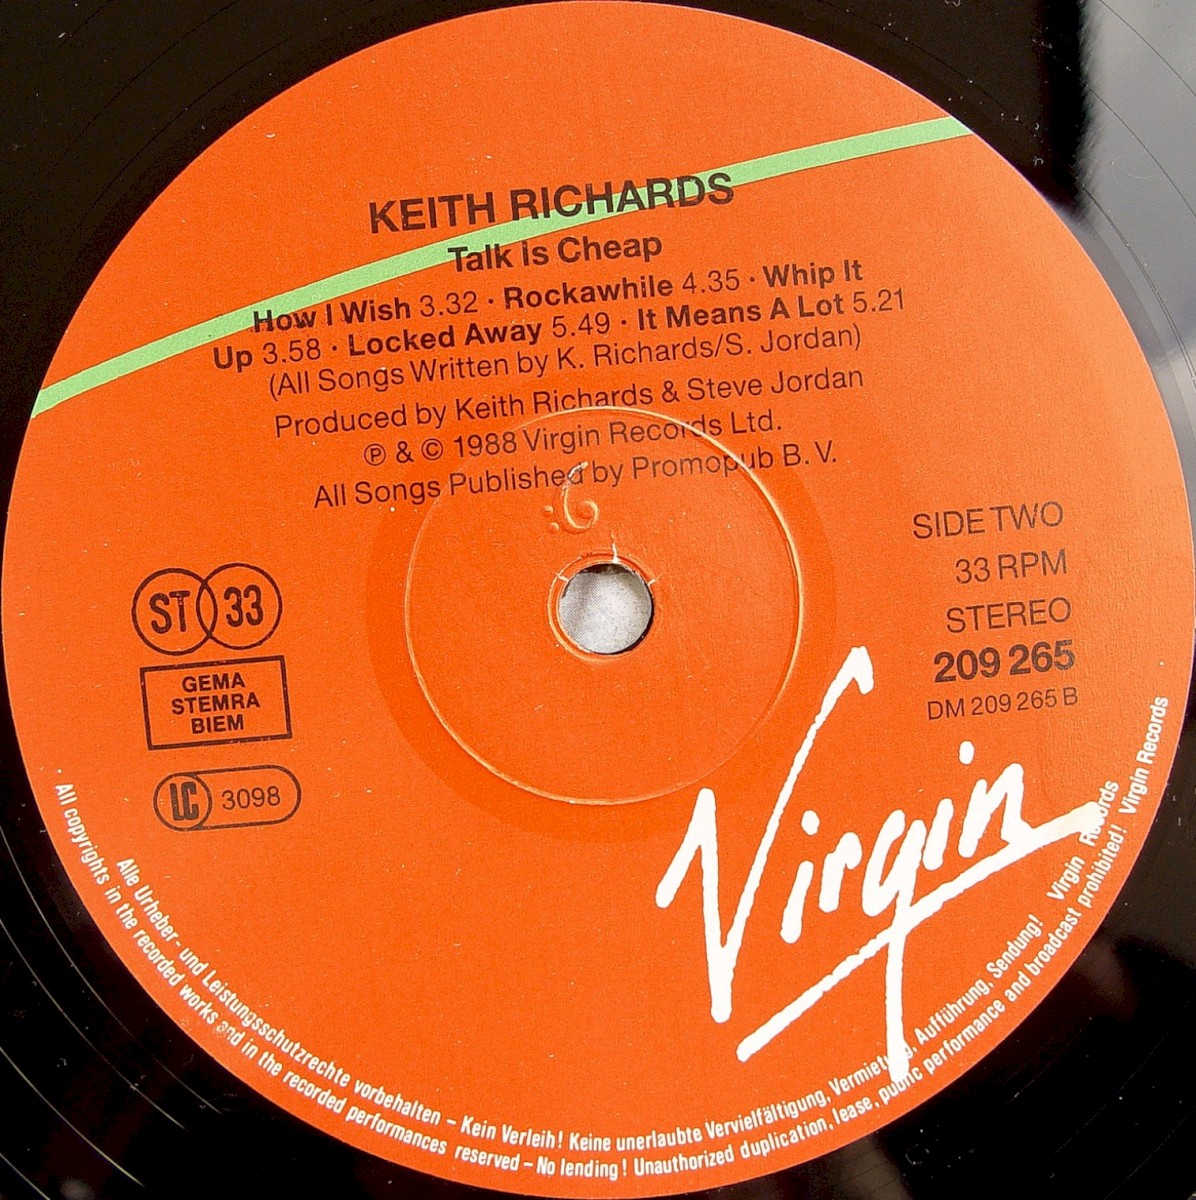 KEITH RICHARDS
Talk is Cheap
How I Wish 3.32 · Rockawhile 4.35 · Whip It
Up 3.58 · Locked Away 5.49 · It Means A Lot 5.21
(All Songs Written by K. Richards/S. Jordan)
Produced by Keith Richards & Steve Jordan
℗ & © 1988 Virgin Records Ltd.
All Songs Published by Promopub B. V.
SIDE TWO
33 RPM
STEREO
209 265
DM 209 265 B
ST 33
GEMA
STEMRA
BIEM
LC 3098
Virgin
Alle Urheber- und Leistungsschutzrechte vorbehalten – Kein Verleih! Keine unerlaubte Vervielfältigung, Vermietung, Aufführung, Sendung! Virgin Records
All copyrights in the recorded works and in the recorded performances reserved – No lending! Unauthorized duplication, lease, public performance and broadcast prohibited! Virgin Records